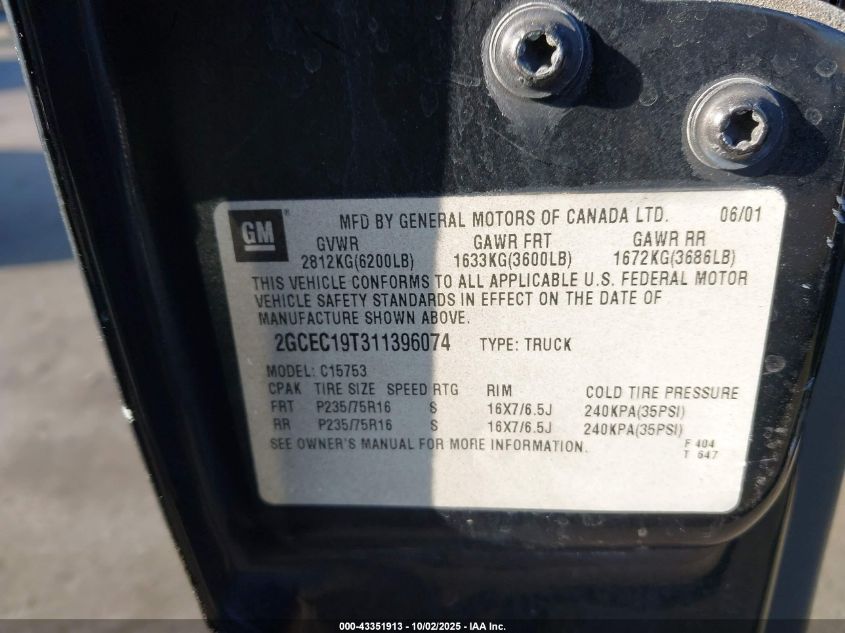 GM ®
MFD BY GENERAL MOTORS OF CANADA LTD. 06/01
GVWR GAWR FRT GAWR RR
2812KG(6200LB) 1633KG(3600LB) 1672KG(3686LB)
THIS VEHICLE CONFORMS TO ALL APPLICABLE U.S. FEDERAL MOTOR
VEHICLE SAFETY STANDARDS IN EFFECT ON THE DATE OF
MANUFACTURE SHOWN ABOVE.
2GCEC19T311396074 TYPE: TRUCK
MODEL: C15753
CPAK TIRE SIZE SPEED RTG RIM COLD TIRE PRESSURE
FRT P235/75R16 S 16X7/6.5J 240KPA(35PSI)
RR P235/75R16 S 16X7/6.5J 240KPA(35PSI)
SEE OWNER'S MANUAL FOR MORE INFORMATION.
F 404
T 647
000-43351913 - 10/02/2025 - IAA Inc.